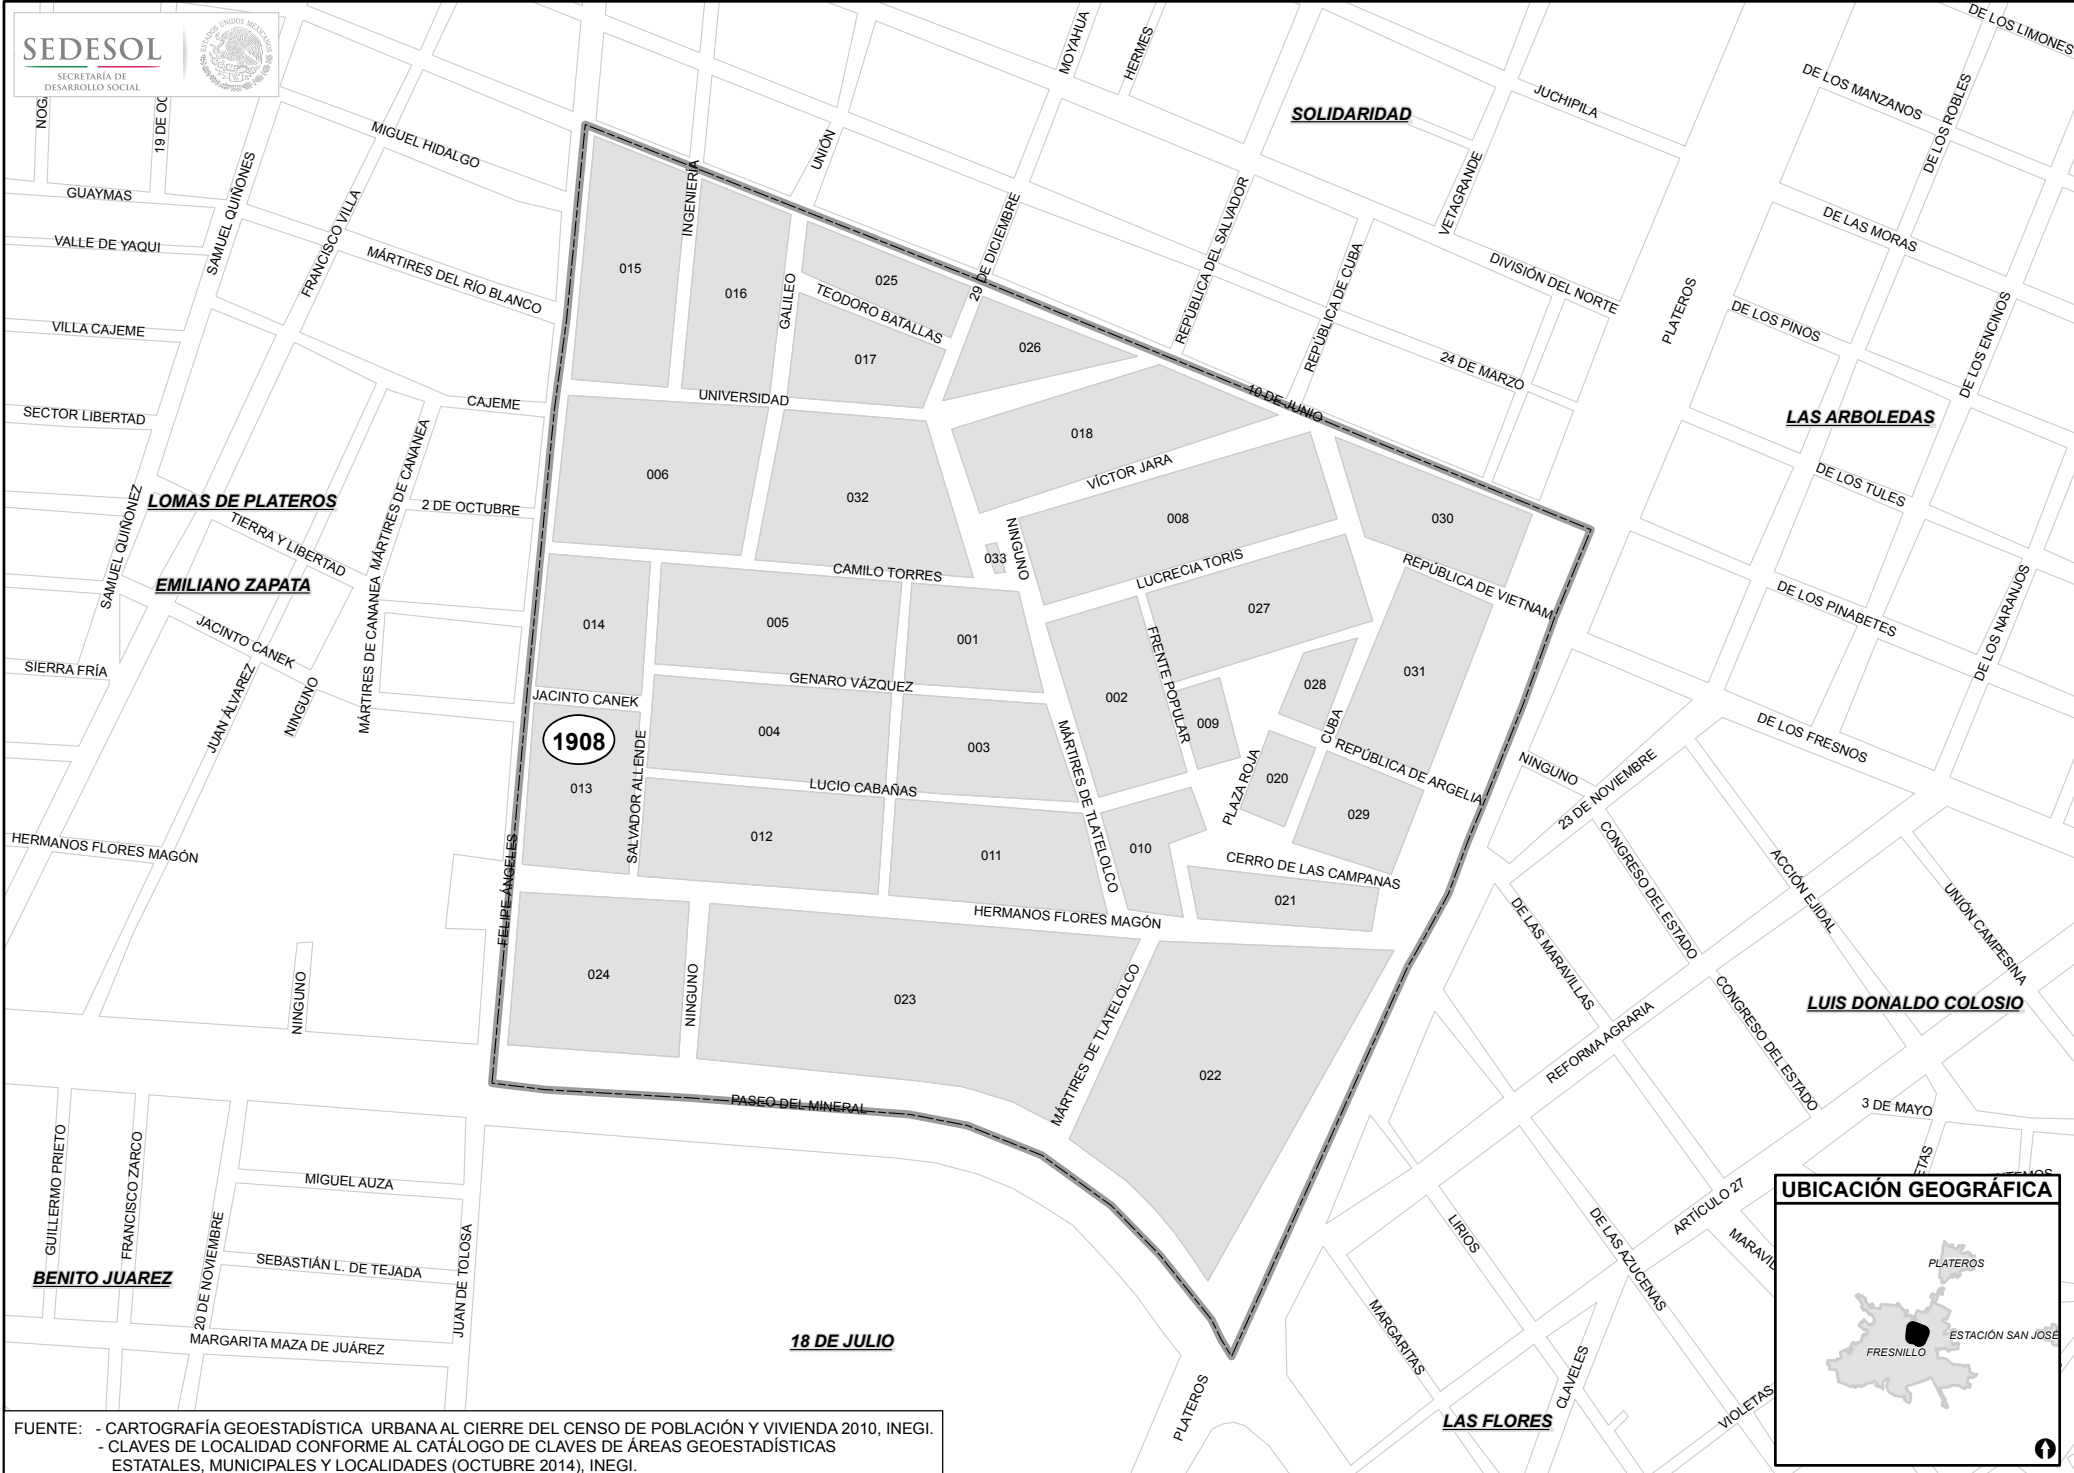 SEDESOL
SECRETARÍA DE
DESARROLLO SOCIAL
ESTADOS UNIDOS MEXICANOS
MOYAHUA
HERMES
DE LOS LIMONES
DE LOS MANZANOS
DE LOS ROBLES
JUCHIPILA
SOLIDARIDAD
19 DE OC
MIGUEL HIDALGO
UNIÓN
INGENIERÍA
GUAYMAS
SAMUEL QUIÑONES
FRANCISCO VILLA
VETAGRANDE
REPÚBLICA DEL SALVADOR
29 DE DICIEMBRE
DE LAS MORAS
VALLE DE YAQUI
MÁRTIRES DEL RÍO BLANCO
REPÚBLICA DE CUBA
DIVISIÓN DEL NORTE
015
016
025
GALILEO
TEODORO BATALLAS
PLATEROS
DE LOS PINOS
DE LOS ENCINOS
VILLA CAJEME
017
026
24 DE MARZO
UNIVERSIDAD
10 DE JUNIO
CAJEME
SECTOR LIBERTAD
LAS ARBOLEDAS
018
VÍCTOR JARA
006
032
DE LOS TULES
LOMAS DE PLATEROS
2 DE OCTUBRE
MÁRTIRES DE CANANEA
SAMUEL QUIÑONEZ
TIERRA Y LIBERTAD
008
030
NINGUNO
033
CAMILO TORRES
LUCRECIA TORIS
REPÚBLICA DE VIETNAM
EMILIANO ZAPATA
DE LOS PINABETES
DE LOS NARANJOS
JACINTO CANEK
MÁRTIRES DE CANANEA
014
005
001
027
FRENTE POPULAR
SIERRA FRÍA
JUAN ÁLVAREZ
NINGUNO
GENARO VÁZQUEZ
002
028
031
JACINTO CANEK
1908
004
003
009
CUBA
MÁRTIRES DE TLATELOLCO
SALVADOR ALLENDE
DE LOS FRESNOS
REPÚBLICA DE ARGELIA
NINGUNO
23 DE NOVIEMBRE
PLAZA ROJA
020
013
LUCIO CABAÑAS
029
HERMANOS FLORES MAGÓN
012
011
010
CERRO DE LAS CAMPANAS
CONGRESO DEL ESTADO
ACCIÓN EJIDAL
UNIÓN CAMPESINA
FELIPE ÁNGELES
021
HERMANOS FLORES MAGÓN
DE LAS MARAVILLAS
024
NINGUNO
023
MÁRTIRES DE TLATELOLCO
NINGUNO
LUIS DONALDO COLOSIO
CONGRESO DEL ESTADO
REFORMA AGRARIA
022
PASEO DEL MINERAL
3 DE MAYO
ETAS
GUILLERMO PRIETO
FRANCISCO ZARCO
MIGUEL AUZA
20 DE NOVIEMBRE
SEBASTIÁN L. DE TEJADA
JUAN DE TOLOSA
BENITO JUAREZ
MARGARITA MAZA DE JUÁREZ
18 DE JULIO
LIRIOS
DE LAS AZUCENAS
ARTÍCULO 27
MARAVIL
MARGARITAS
CLAVELES
PLATEROS
LAS FLORES
VIOLETAS
UBICACIÓN GEOGRÁFICA
PLATEROS
ESTACIÓN SAN JOSÉ
FRESNILLO
FUENTE: - CARTOGRAFÍA GEOESTADÍSTICA URBANA AL CIERRE DEL CENSO DE POBLACIÓN Y VIVIENDA 2010, INEGI.
- CLAVES DE LOCALIDAD CONFORME AL CATÁLOGO DE CLAVES DE ÁREAS GEOESTADÍSTICAS
ESTATALES, MUNICIPALES Y LOCALIDADES (OCTUBRE 2014), INEGI.